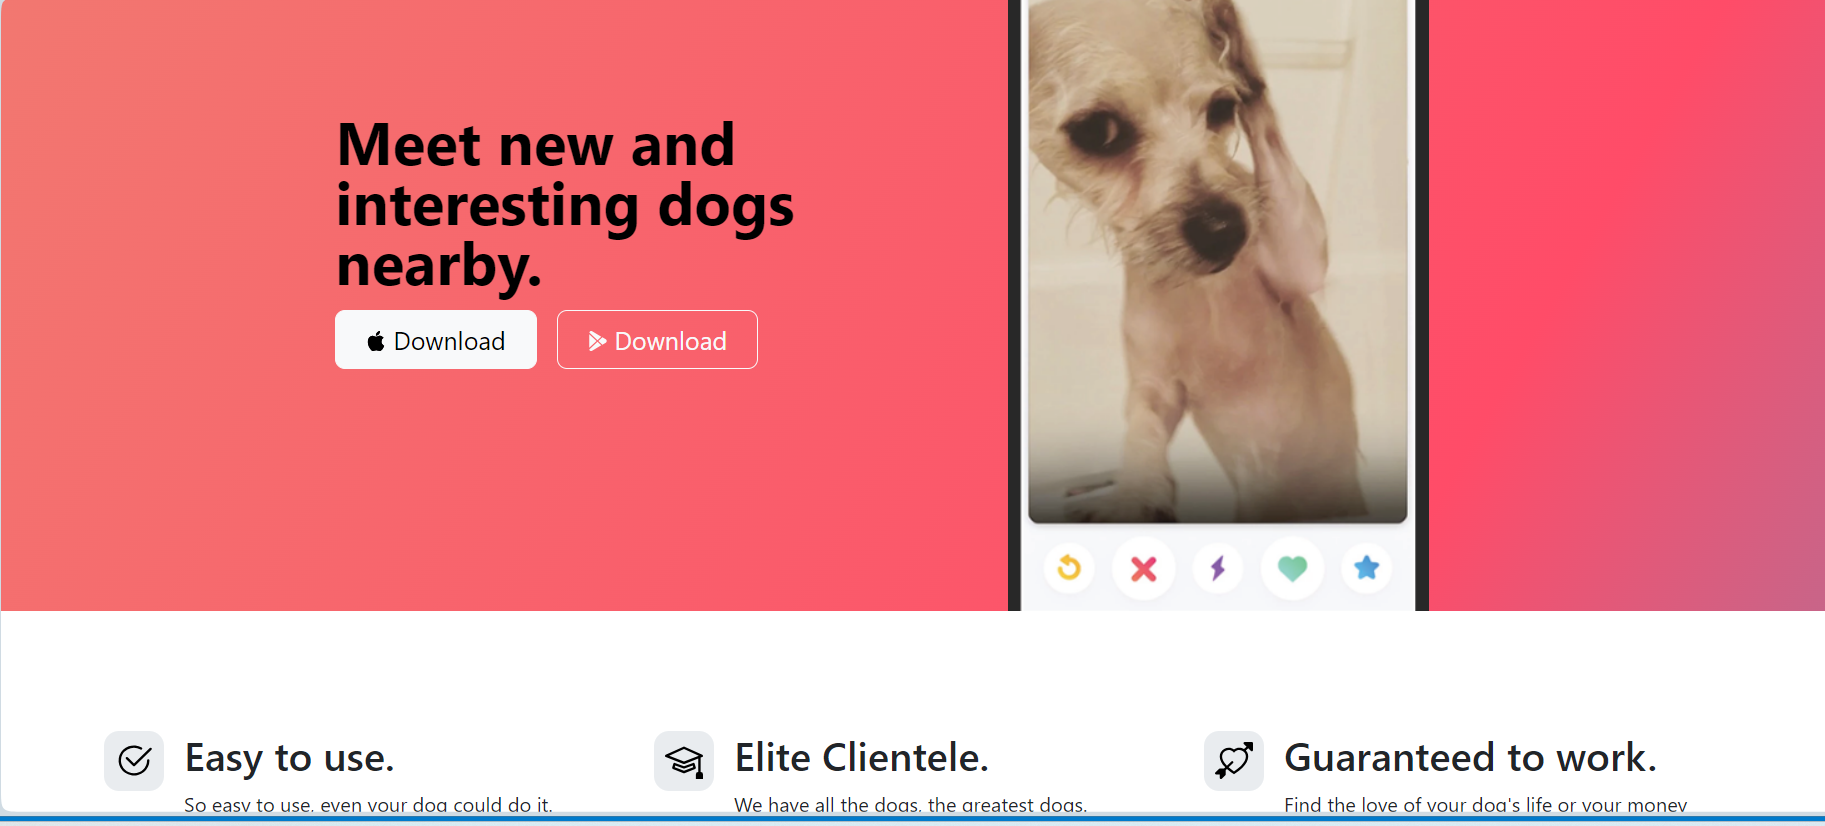 Meet new and
interesting dogs
nearby.
Download Download
Easy to use. Elite Clientele. Guaranteed to work.
So easy to use, even your dog could do it. We have all the dogs, the greatest dogs. Find the love of your dog's life or your money